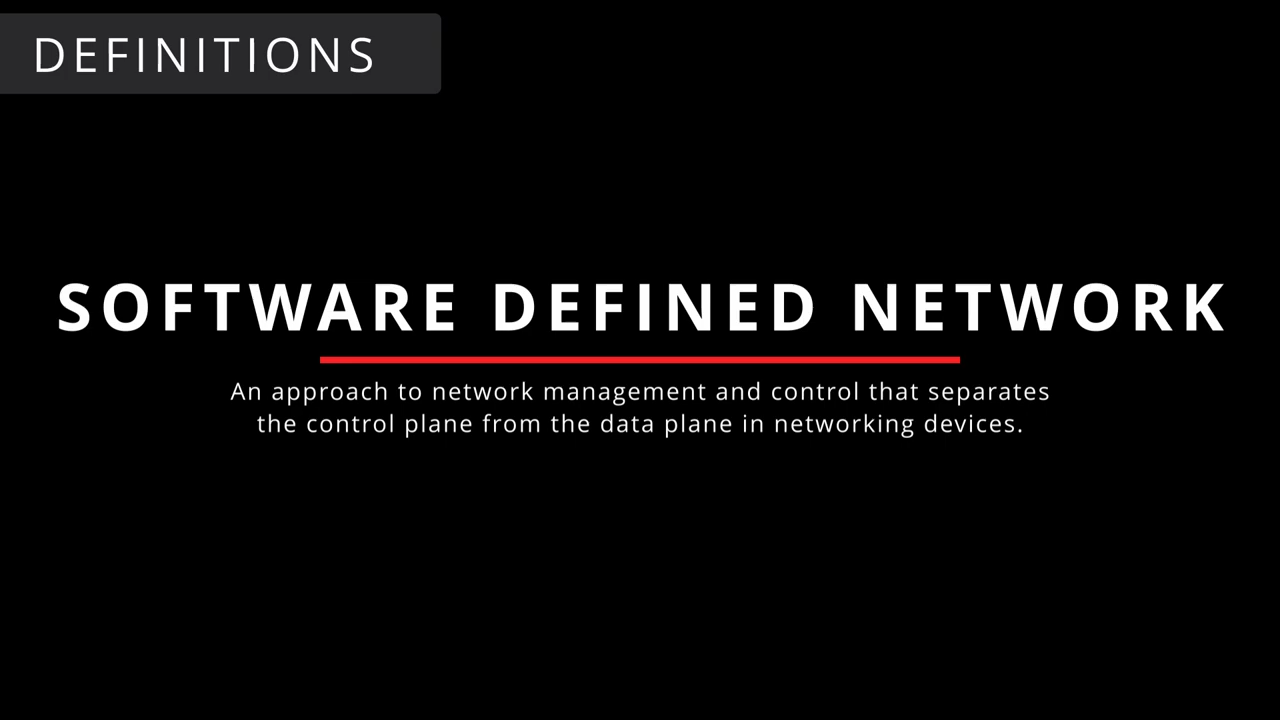 DEFINITIONS
SOFTWARE DEFINED NETWORK
An approach to network management and control that separates
the control plane from the data plane in networking devices.